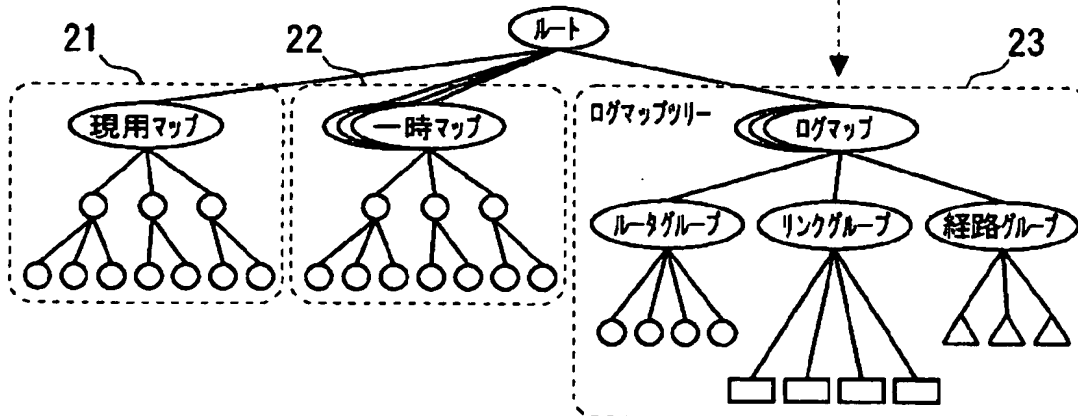 ルート
21
22
23
現用マップ
一時マップ
ログマップツリー
ログマップ
ルータグループ
リンクグループ
経路グループ